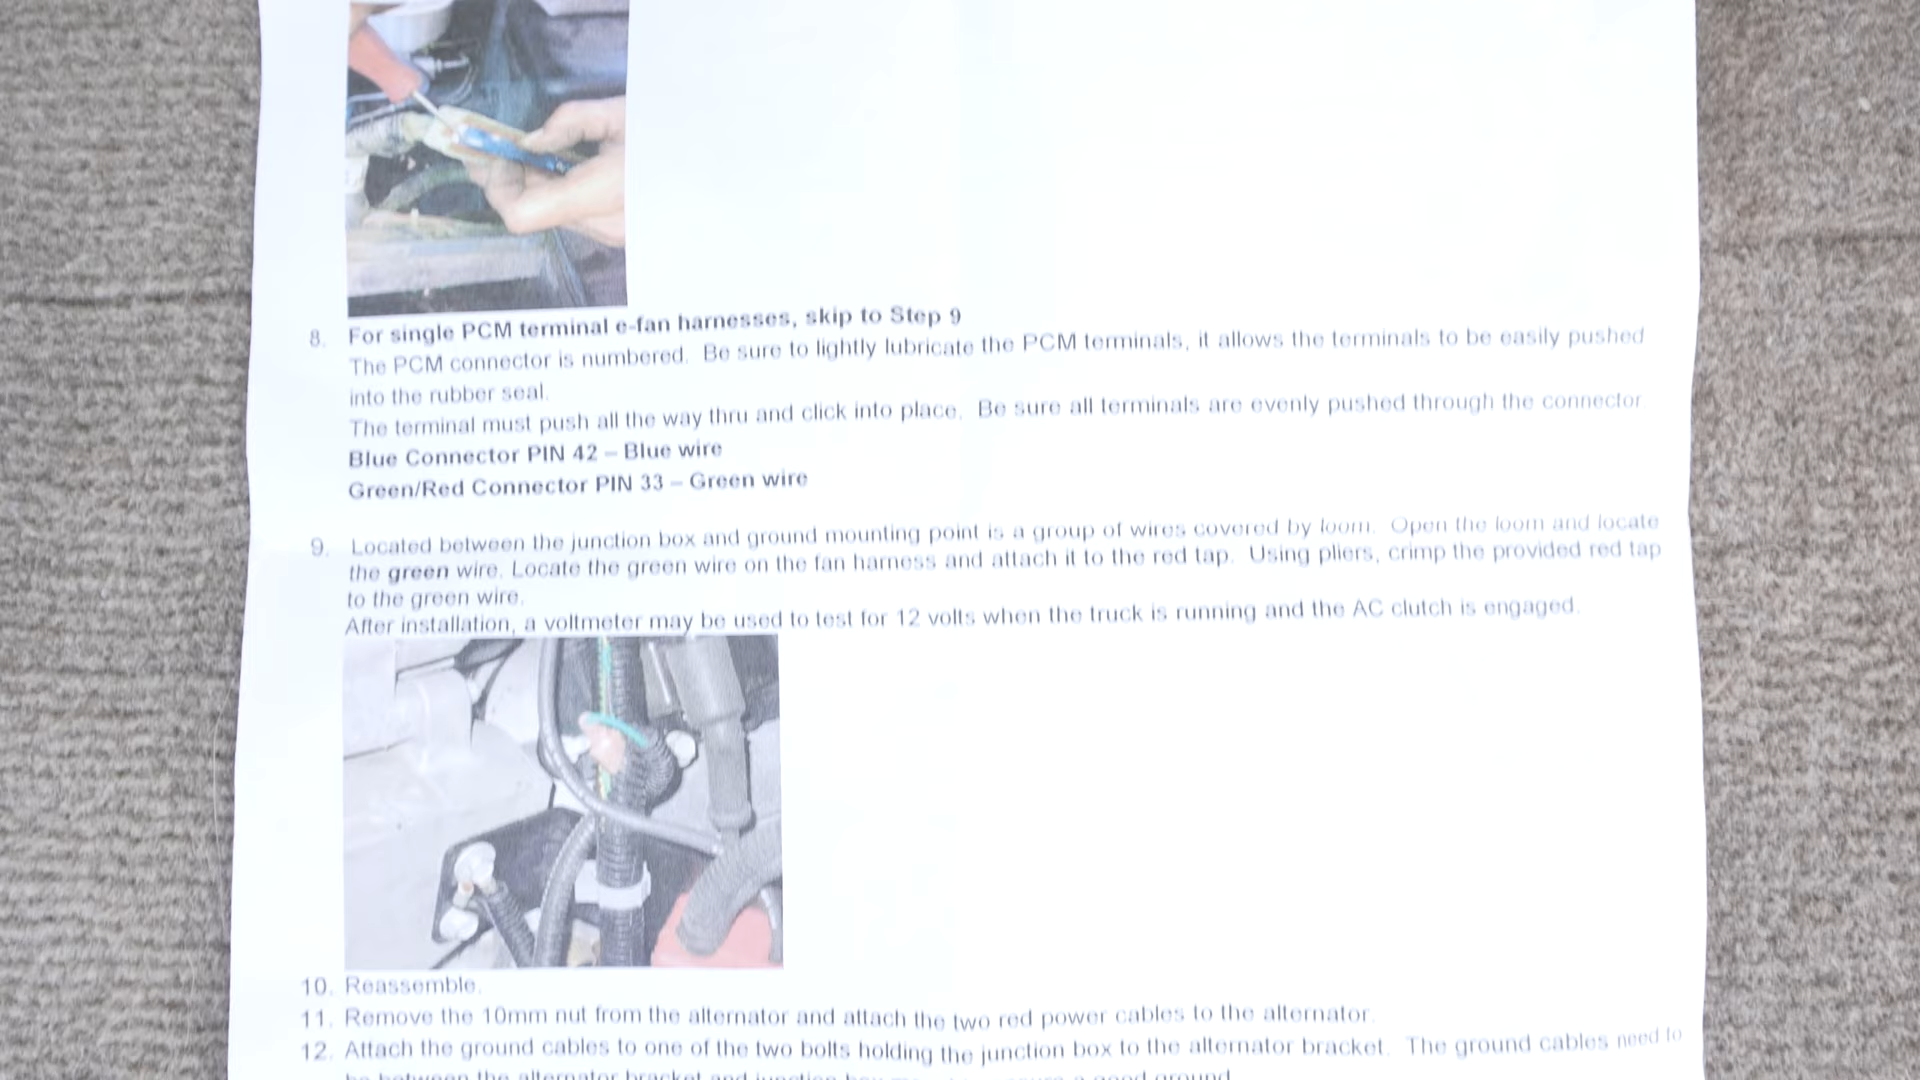 8. For single PCM terminal e-fan harnesses, skip to Step 9
The PCM connector is numbered. Be sure to lightly lubricate the PCM terminals, it allows the terminals to be easily pushed
into the rubber seal.
The terminal must push all the way thru and click into place. Be sure all terminals are evenly pushed through the connector
Blue Connector PIN 42 – Blue wire
Green/Red Connector PIN 33 – Green wire
9. Located between the junction box and ground mounting point is a group of wires covered by loom. Open the loom and locate
the green wire. Locate the green wire on the fan harness and attach it to the red tap. Using pliers, crimp the provided red tap
to the green wire.
After installation, a voltmeter may be used to test for 12 volts when the truck is running and the AC clutch is engaged.
10. Reassemble.
11. Remove the 10mm nut from the alternator and attach the two red power cables to the alternator.
12. Attach the ground cables to one of the two bolts holding the junction box to the alternator bracket. The ground cables need to
be between the alternator bracket and junction good ground